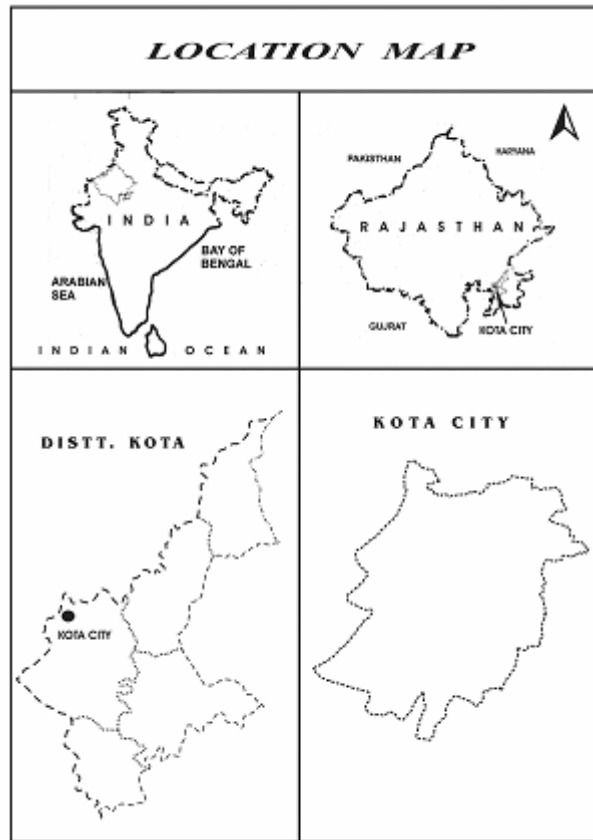 LOCATION MAP
INDIA
ARABIAN
SEA
BAY OF
BENGAL
INDIAN OCEAN
PAKISTHAN
HARYANA
RAJASTHAN
GUJRAT
KOTA CITY
DISTT. KOTA
KOTA CITY
KOTA CITY